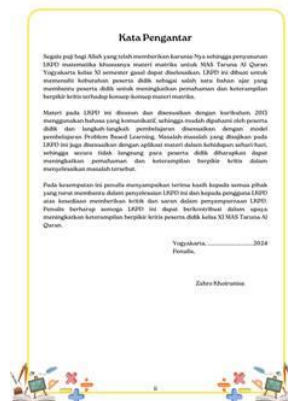 Kata Pengantar
Segala puji bagi Allah yang telah memberikan karunia-Nya sehingga penyusunan
LKPD matematika khususnya materi matriks untuk MAS Taruna Al Quran
Yogyakarta kelas XI semester gasal dapat diselesaikan. LKPD ini dibuat untuk
memenuhi kebutuhan peserta didik sebagai salah satu bahan ajar yang
membantu peserta didik untuk meningkatkan pemahaman dan keterampilan
berpikir kritis terhadap konsep-konsep materi matriks.
Materi pada LKPD ini disusun dan disesuaikan dengan kurikulum 2013
menggunakan bahasa yang komunikatif, sehingga mudah dipahami oleh peserta
didik dan langkah-langkah pembelajaran disesuaikan dengan model
pembelajaran Problem Based Learning. Masalah-masalah yang disajikan pada
LKPD ini juga disesuaikan dengan aplikasi materi dalam kehidupan sehari-hari,
sehingga secara tidak langsung para peserta didik diharapkan dapat
meningkatkan pemahaman dan keterampilan berpikir kritis dalam
menyelesaikan masalah tersebut.
Pada kesempatan ini penulis menyampaikan terima kasih kepada semua pihak
yang turut membantu dalam penyelesaian LKPD ini dan kepada pengguna LKPD
atas kesediaan memberikan kritik dan saran dalam penyempurnaan LKPD.
Penulis berharap semoga LKPD ini dapat berkontribusi dalam upaya
meningkatkan keterampilan berpikir kritis peserta didik kelas XI MAS Taruna Al
Quran.
Yogyakarta, ..............................2024
Penulis,
Zahro Khoirunisa
ii